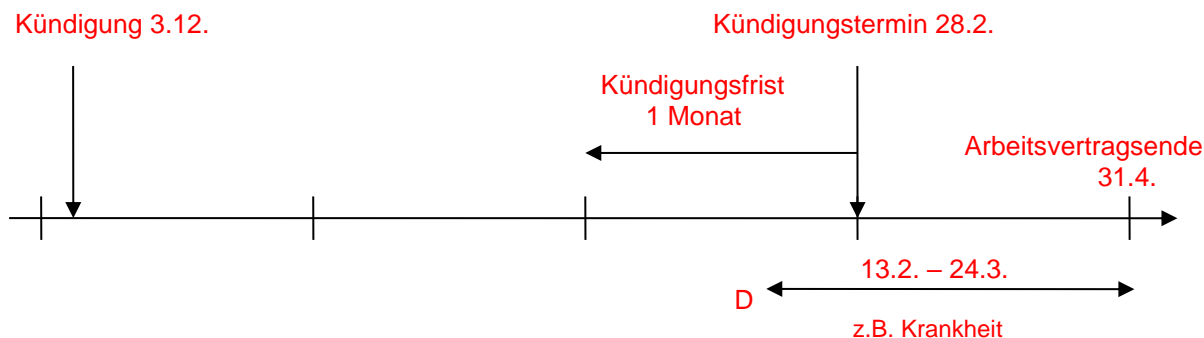 Kündigung 3.12.
Kündigungstermin 28.2.
Kündigungsfrist
1 Monat
Arbeitsvertragsende
31.4.
13.2. – 24.3.
D
z.B. Krankheit